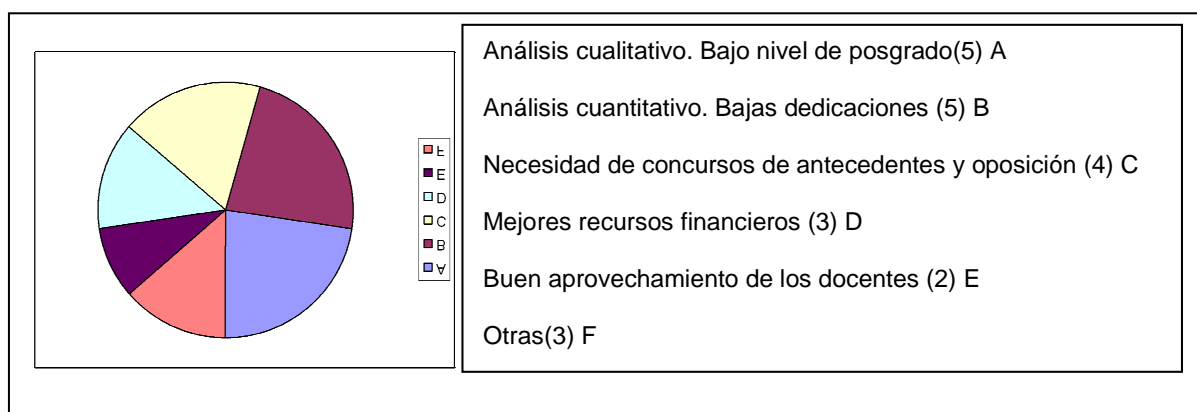 F
E
D
C
B
A
Análisis cualitativo. Bajo nivel de posgrado(5) A
Análisis cuantitativo. Bajas dedicaciones (5) B
Necesidad de concursos de antecedentes y oposición (4) C
Mejores recursos financieros (3) D
Buen aprovechamiento de los docentes (2) E
Otras(3) F